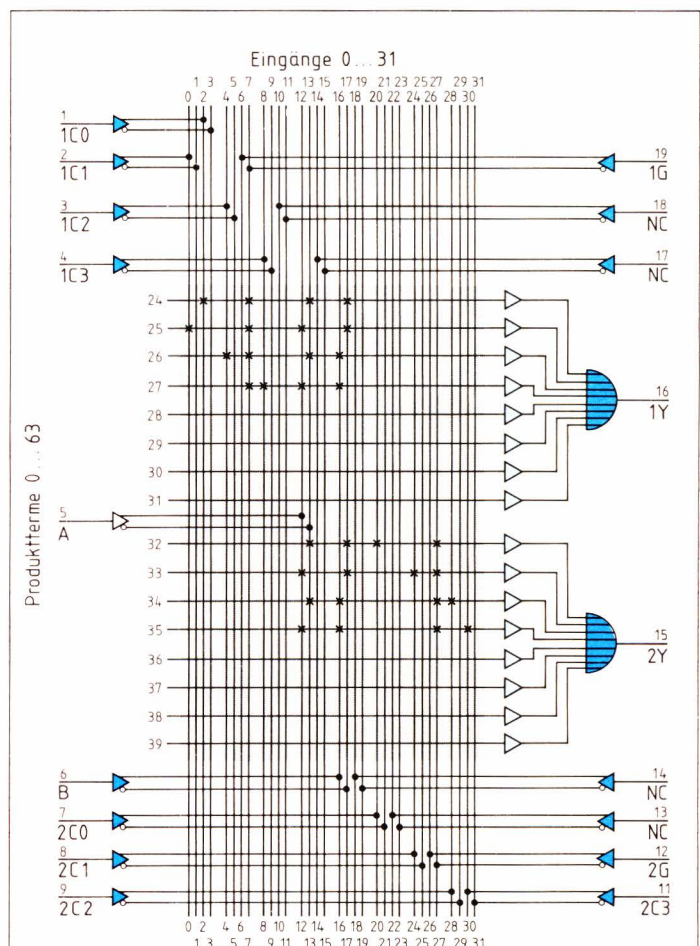 Eingänge 0...31
1 3 5 7 9 11 13 15 17 19 21 23 25 27 29 31
0 2 4 6 8 10 12 14 16 18 20 22 24 26 28 30
1
1C0
2
1C1
19
1G
3
1C2
18
NC
4
1C3
17
NC
24
25
26
27
28
29
30
31
16
1Y
Produktterme 0...63
5
A
32
33
34
35
36
37
38
39
15
2Y
6
B
14
NC
7
2C0
13
NC
8
2C1
12
2G
9
2C2
11
2C3
0 2 4 6 8 10 12 14 16 18 20 22 24 26 28 30
1 3 5 7 9 11 13 15 17 19 21 23 25 27 29 31